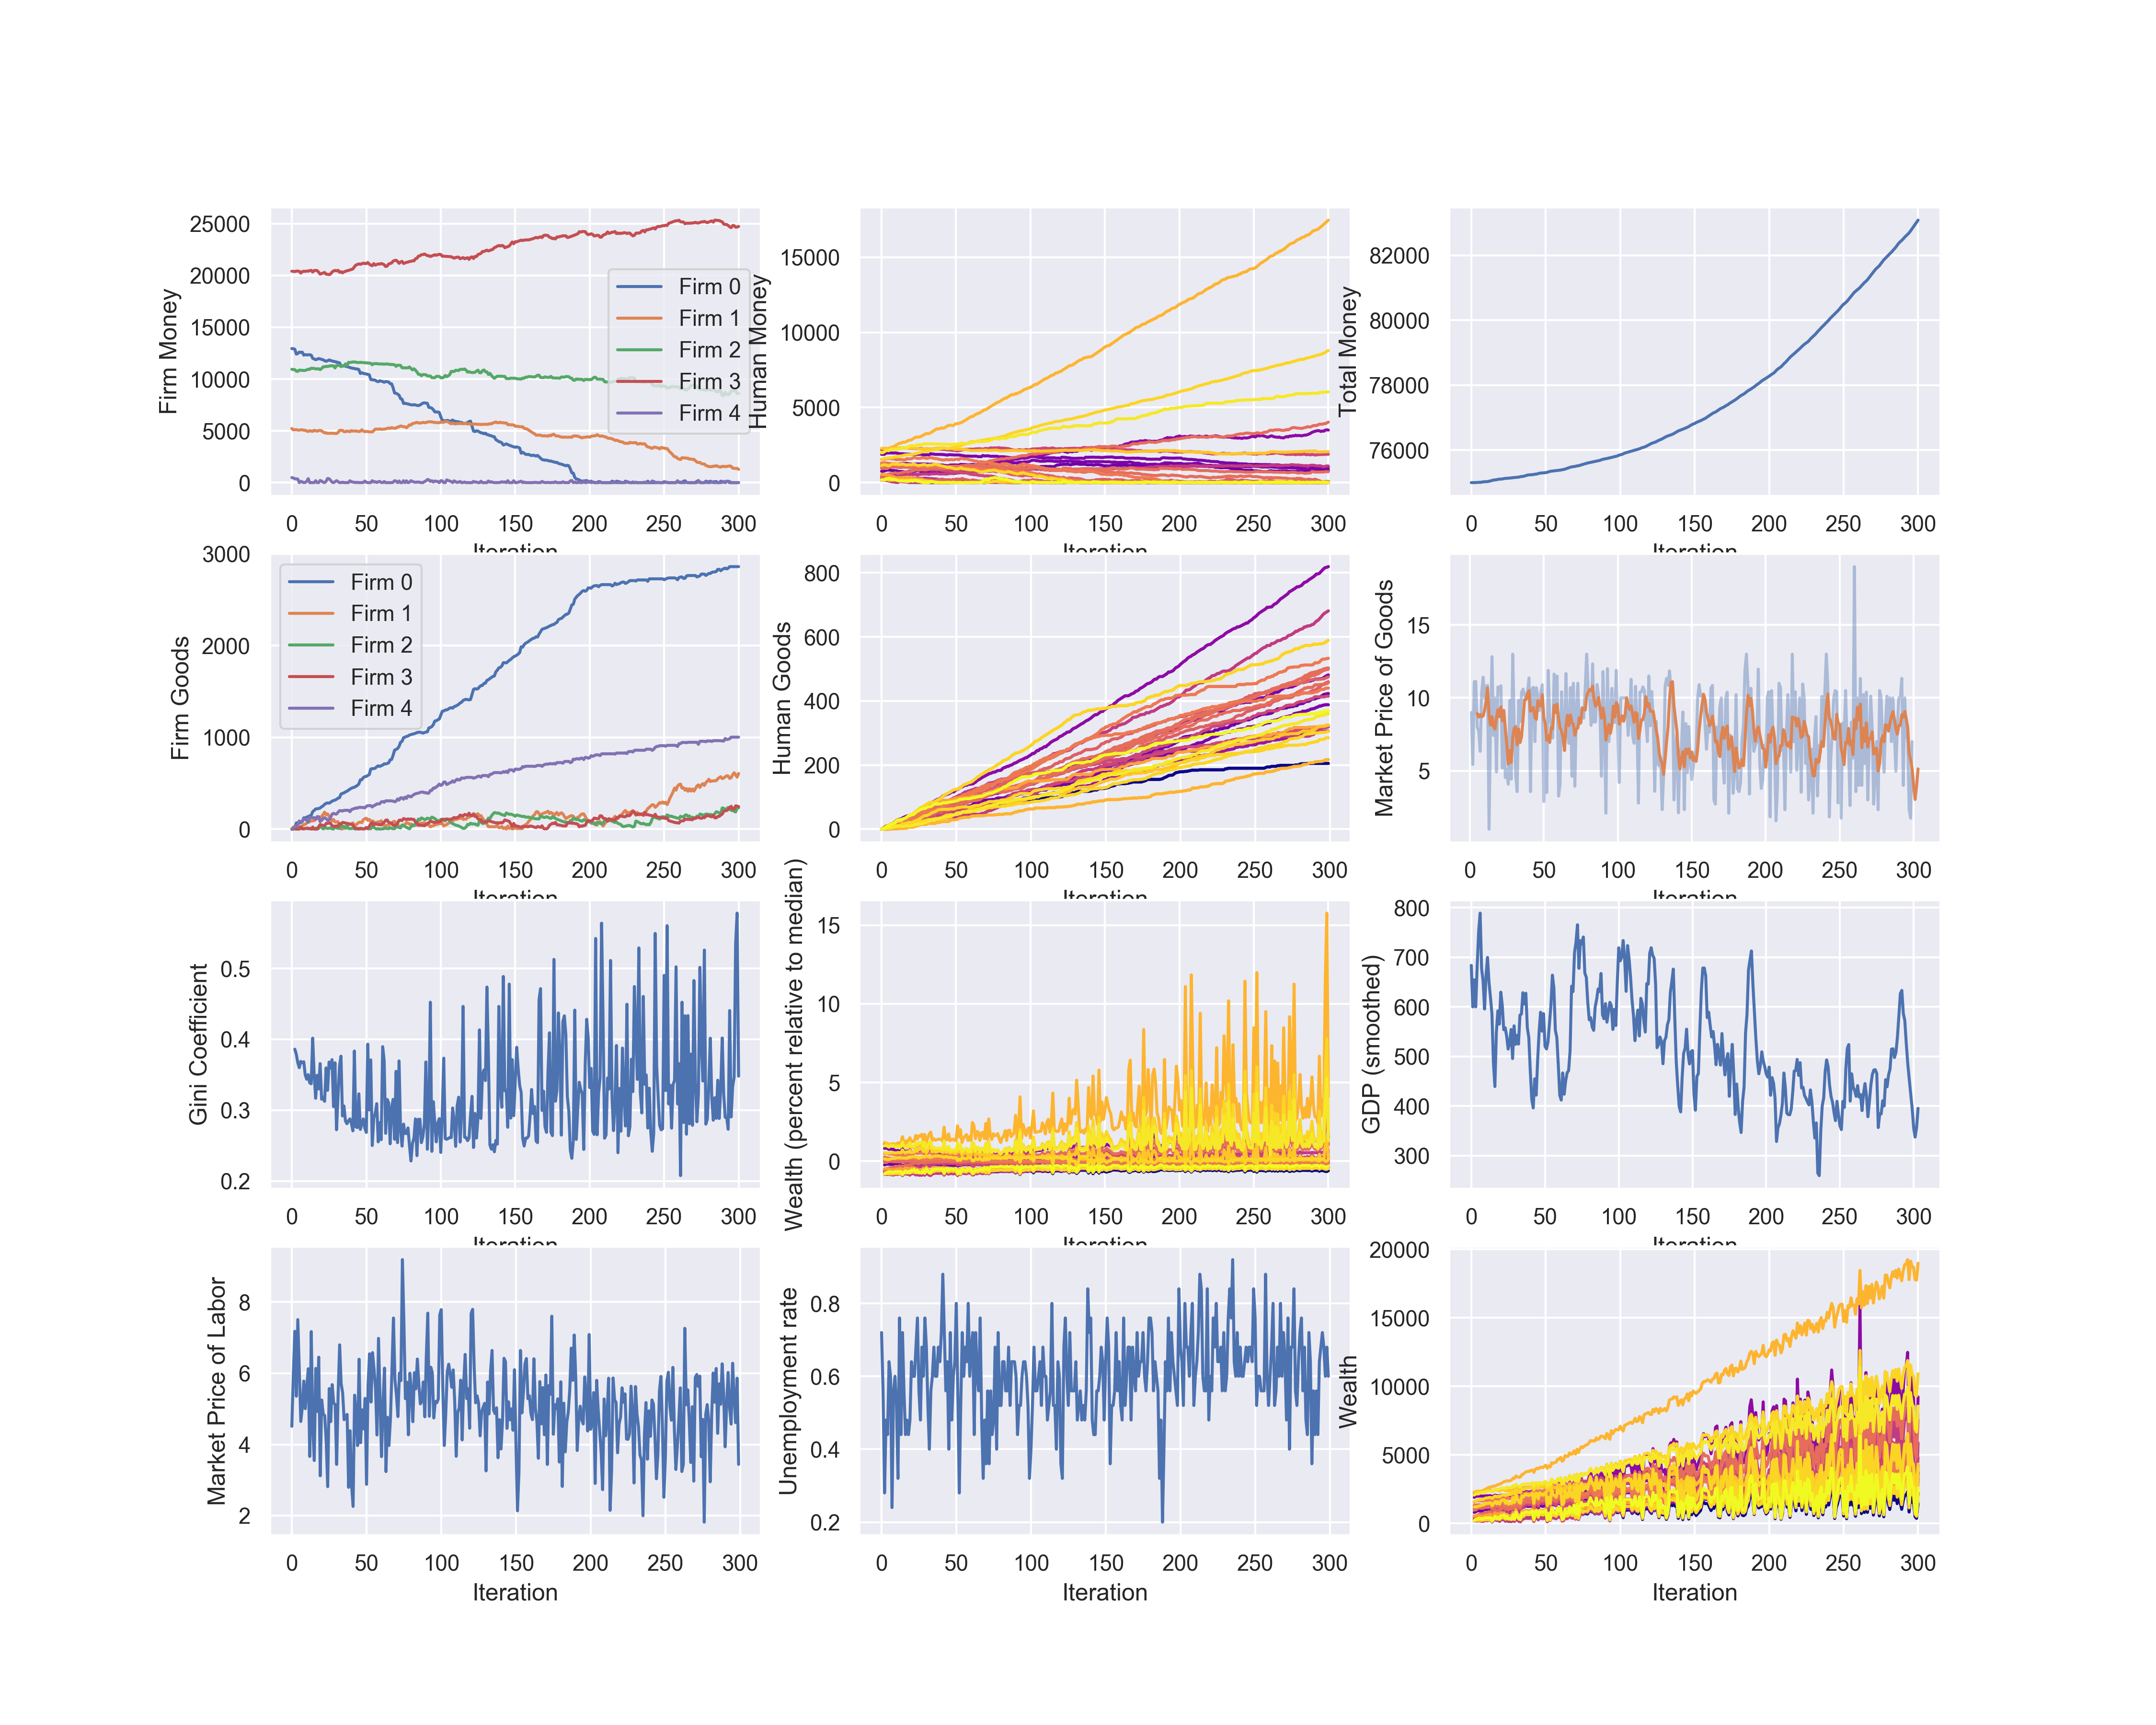 Firm Money
25000
20000
15000
10000
5000
0
0 50 100 150 200 250 300
Iteration
Firm 0
Firm 1
Firm 2
Firm 3
Firm 4
Human Money
15000
10000
5000
0
0 50 100 150 200 250 300
Iteration
Total Money
82000
80000
78000
76000
0 50 100 150 200 250 300
Iteration
Firm Goods
3000
2000
1000
0
0 50 100 150 200 250 300
Iteration
Firm 0
Firm 1
Firm 2
Firm 3
Firm 4
Human Goods
800
600
400
200
0
0 50 100 150 200 250 300
Iteration
Market Price of Goods
15
10
5
0 50 100 150 200 250 300
Iteration
Gini Coefficient
0.5
0.4
0.3
0.2
0 50 100 150 200 250 300
Iteration
Wealth (percent relative to median)
15
10
5
0
0 50 100 150 200 250 300
Iteration
GDP (smoothed)
800
700
600
500
400
300
0 50 100 150 200 250 300
Iteration
Market Price of Labor
8
6
4
2
0 50 100 150 200 250 300
Iteration
Unemployment rate
0.8
0.6
0.4
0.2
0 50 100 150 200 250 300
Iteration
Wealth
20000
15000
10000
5000
0
0 50 100 150 200 250 300
Iteration